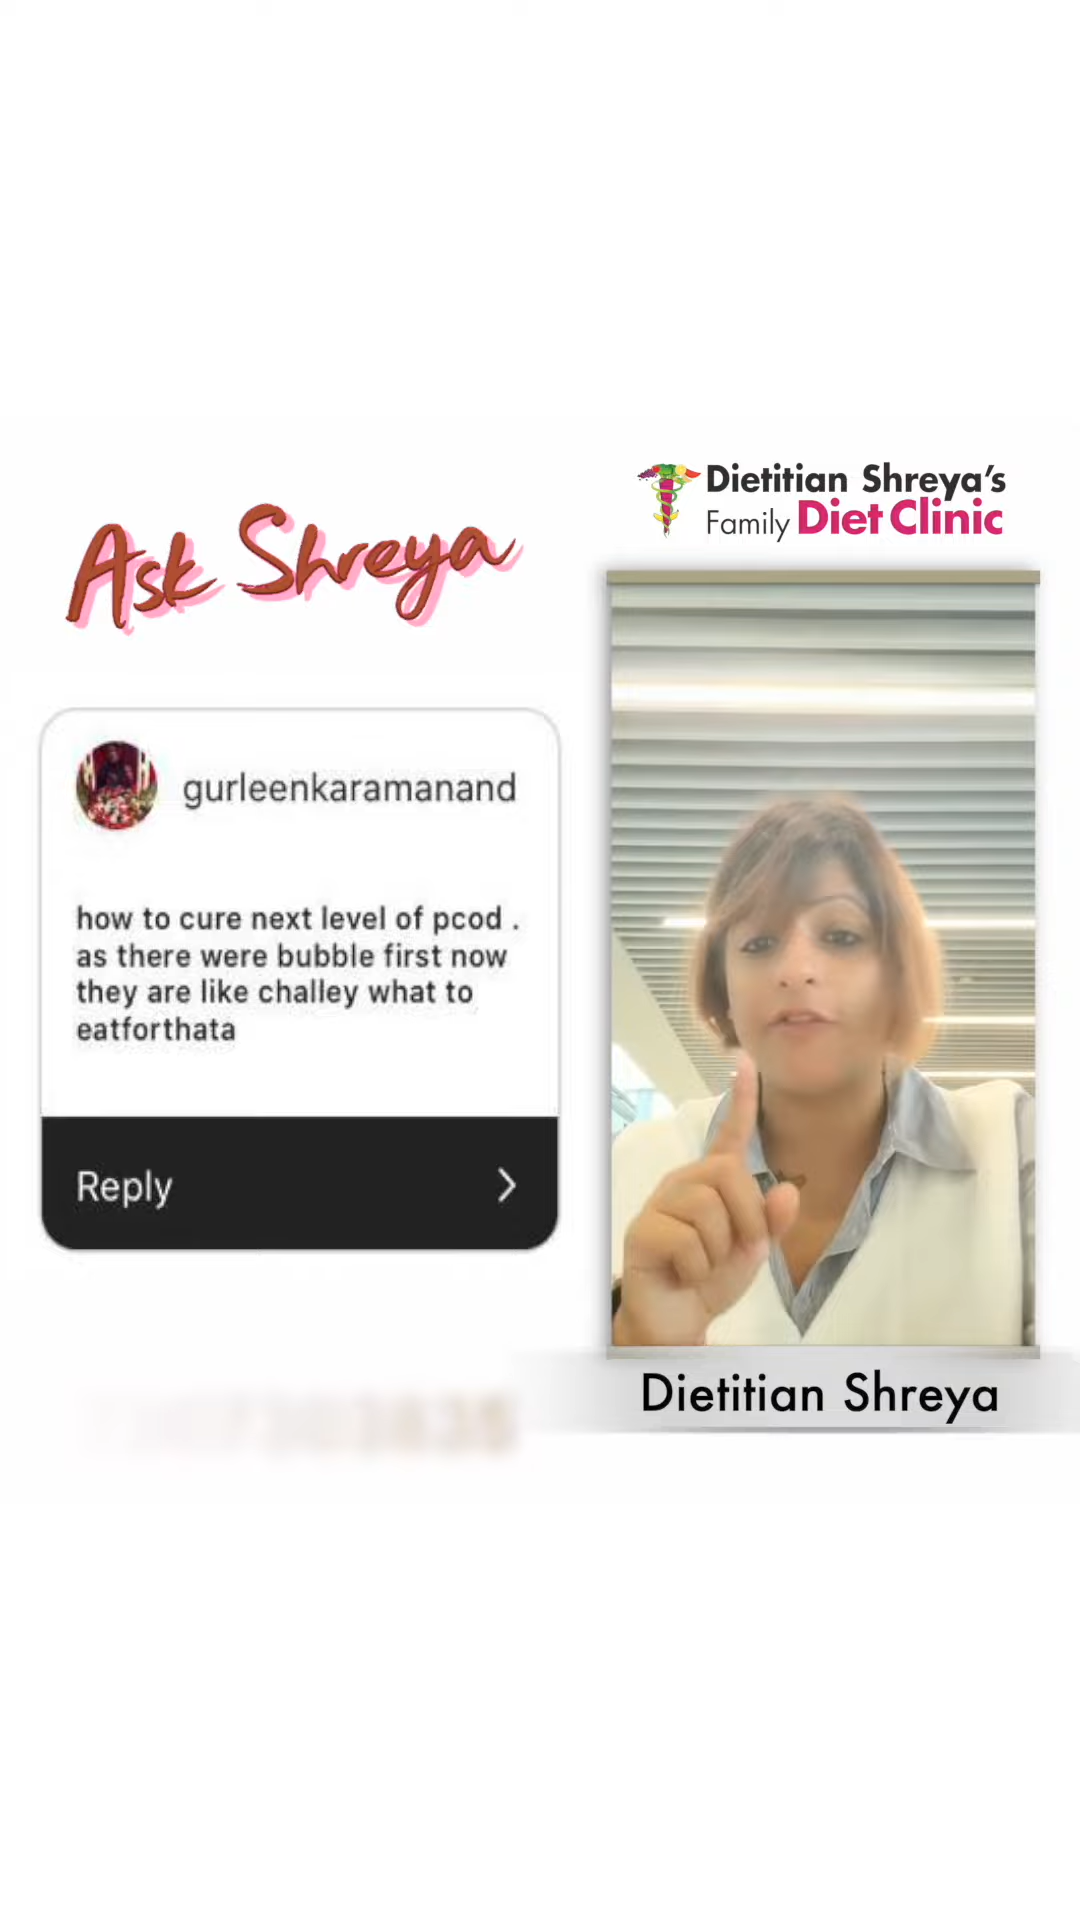 Dietitian Shreya's
Family Diet Clinic
Ask Shreya
gurleenkaramanand
how to cure next level of pcod .
as there were bubble first now
they are like challey what to
eatforthata
Reply
Dietitian Shreya